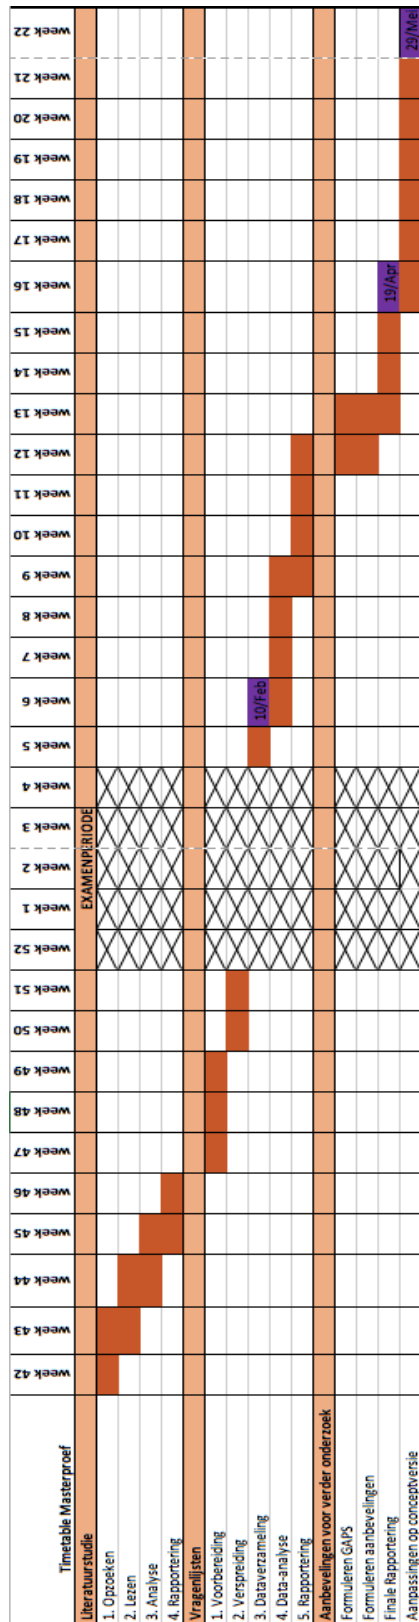 Timetable Masterproef week 42 week 43 week 44 week 45 week 46 week 47 week 48 week 49 week 50 week 51 week 52 week 1 week 2 week 3 week 4 week 5 week 6 week 7 week 8 week 9 week 10 week 11 week 12 week 13 week 14 week 15 week 16 week 17 week 18 week 19 week 20 week 21 week 22
Literatuurstudie EXAMENPERIODE
1. Opzoeken
2. Lezen
3. Analyse
4. Rapportering
Vragenlijsten
1. Voorbereiding
2. Verspreiding
3. Dataverzameling 10/Feb
4. Data-analyse
5. Rapportering
Aanbevelingen voor verder onderzoek
Formuleren GAPS
Formuleren aanbevelingen
Finale Rapportering 19/Apr
Aanpassingen op conceptversie 29/Mei